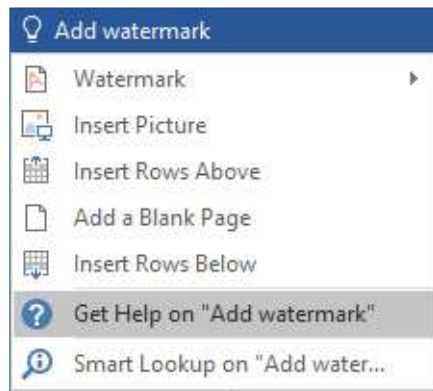 Add watermark
Watermark
Insert Picture
Insert Rows Above
Add a Blank Page
Insert Rows Below
Get Help on "Add watermark"
Smart Lookup on "Add water...